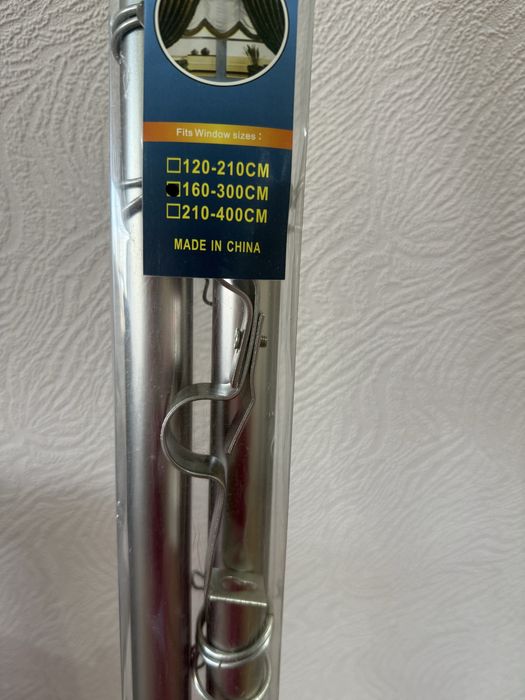 Fits Window sizes :
120-210CM
160-300CM
210-400CM
MADE IN CHINA